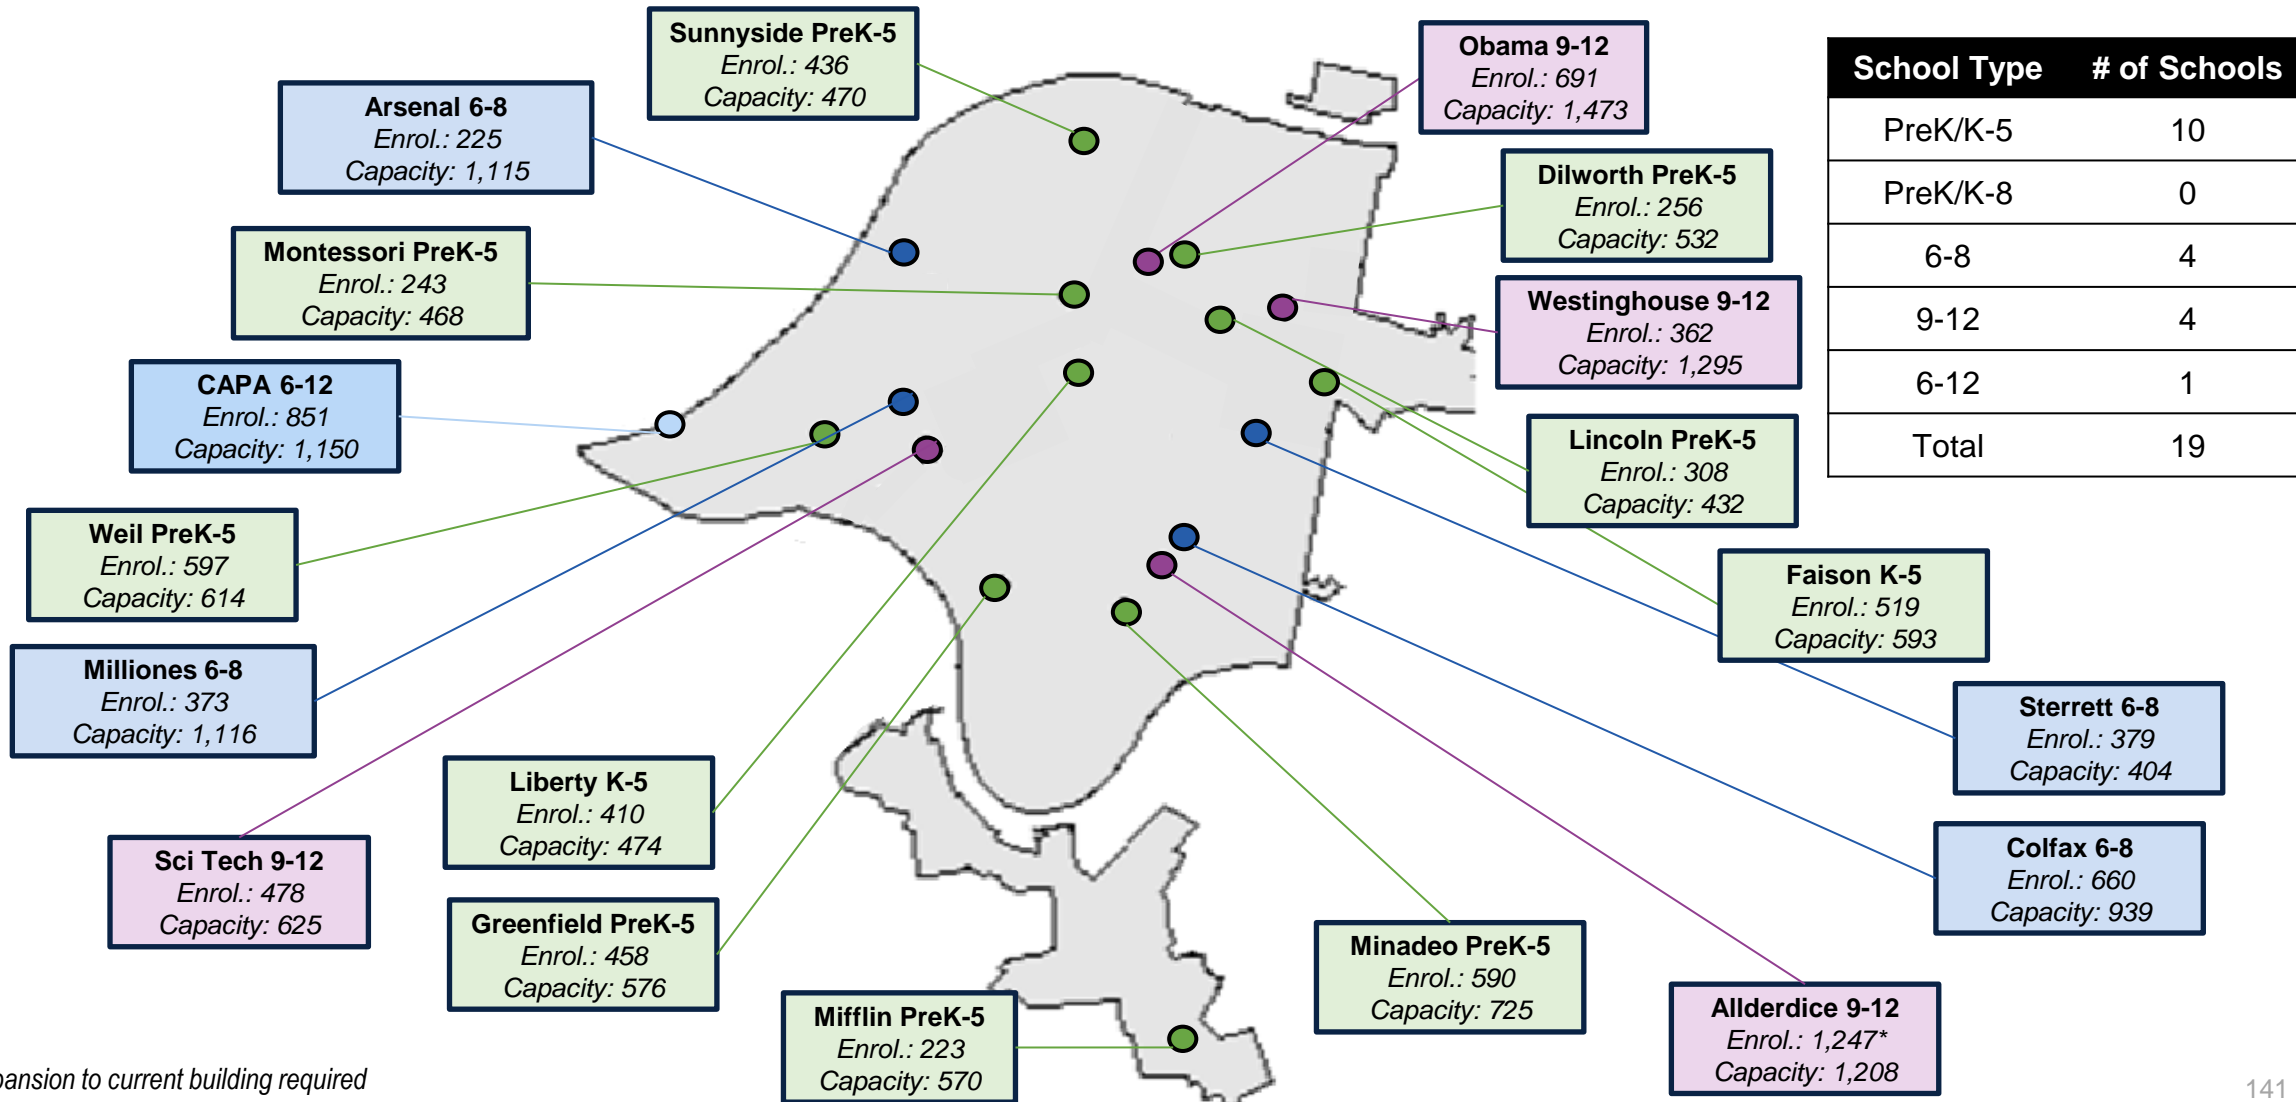 Sunnyside PreK-5
Enrol.: 436
Capacity: 470
Obama 9-12
Enrol.: 691
Capacity: 1,473
School Type # of Schools
PreK/K-5 10
PreK/K-8 0
6-8 4
9-12 4
6-12 1
Total 19
Arsenal 6-8
Enrol.: 225
Capacity: 1,115
Dilworth PreK-5
Enrol.: 256
Capacity: 532
Montessori PreK-5
Enrol.: 243
Capacity: 468
Westinghouse 9-12
Enrol.: 362
Capacity: 1,295
CAPA 6-12
Enrol.: 851
Capacity: 1,150
Lincoln PreK-5
Enrol.: 308
Capacity: 432
Weil PreK-5
Enrol.: 597
Capacity: 614
Faison K-5
Enrol.: 519
Capacity: 593
Milliones 6-8
Enrol.: 373
Capacity: 1,116
Sterrett 6-8
Enrol.: 379
Capacity: 404
Liberty K-5
Enrol.: 410
Capacity: 474
Sci Tech 9-12
Enrol.: 478
Capacity: 625
Colfax 6-8
Enrol.: 660
Capacity: 939
Greenfield PreK-5
Enrol.: 458
Capacity: 576
Minadeo PreK-5
Enrol.: 590
Capacity: 725
Mifflin PreK-5
Enrol.: 223
Capacity: 570
Allderdice 9-12
Enrol.: 1,247*
Capacity: 1,208
pansion to current building required
141